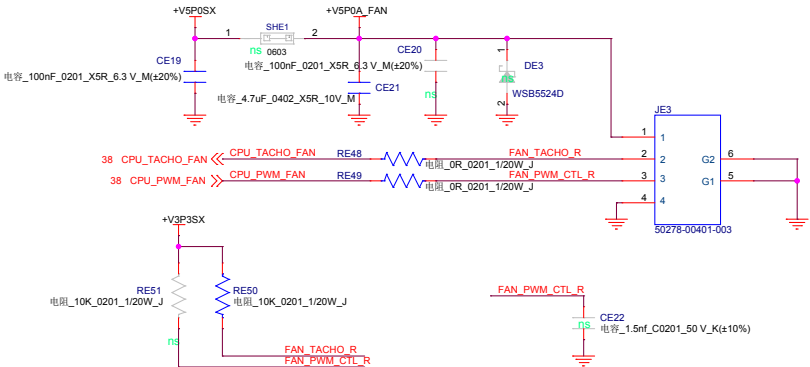 +V5P0SX
+V5P0A_FAN
SHE1
1
2
ns
0603
CE19
电容_100nF_0201_X5R_6.3 V_M(±20%)
CE20
电容_100nF_0201_X5R_6.3 V_M(±20%)
ns
CE21
电容_4.7uF_0402_X5R_10V_M
1
DE3
ns
WSB5524D
2
JE3
1
1
38 CPU_TACHO_FAN
CPU_TACHO_FAN
RE48
电阻_0R_0201_1/20W_J
FAN_TACHO_R
2
2
G2
6
38 CPU_PWM_FAN
CPU_PWM_FAN
RE49
电阻_0R_0201_1/20W_J
FAN_PWM_CTL_R
3
3
G1
5
4
4
50278-00401-003
+V3P3SX
RE51
电阻_10K_0201_1/20W_J
ns
RE50
电阻_10K_0201_1/20W_J
FAN_TACHO_R
FAN_PWM_CTL_R
FAN_PWM_CTL_R
CE22
ns
电容_1.5nf_C0201_50 V_K(±10%)